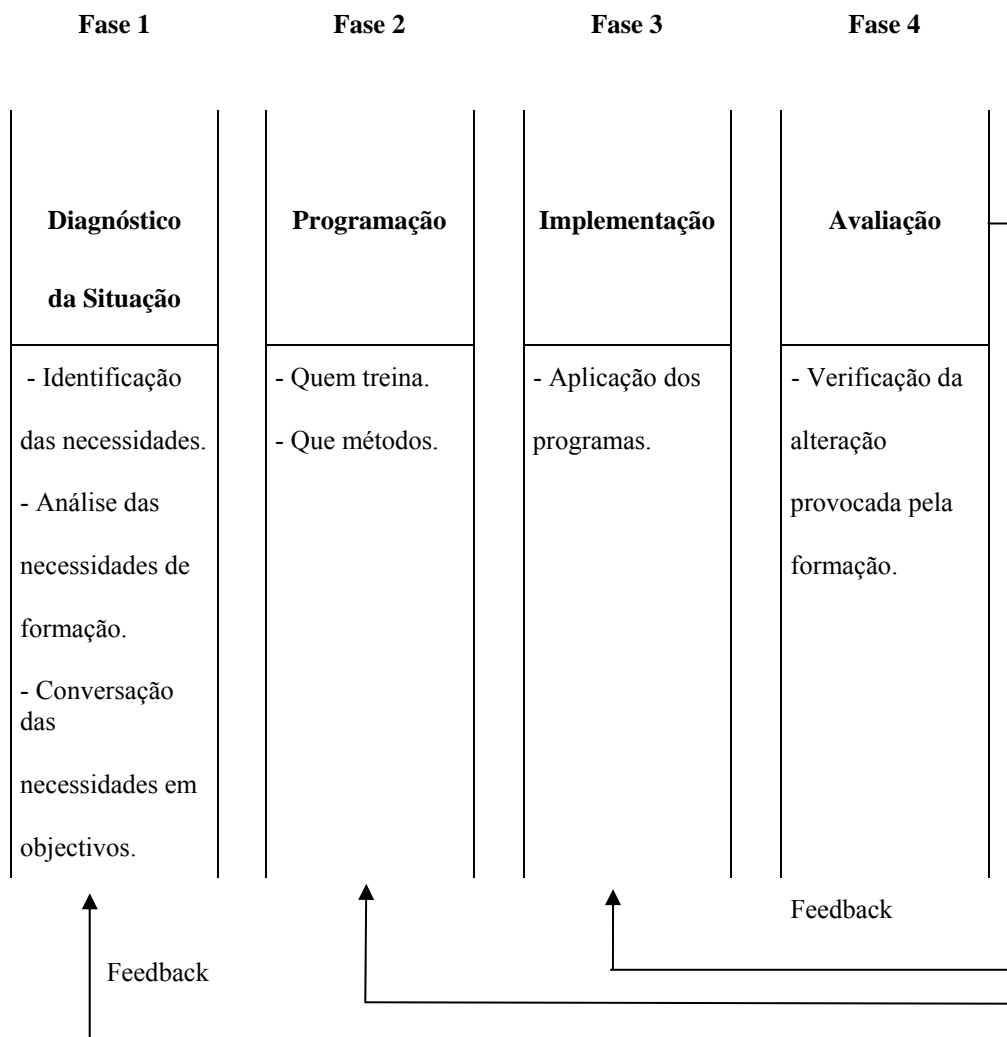 Fase 1
Fase 2
Fase 3
Fase 4
Diagnóstico
da Situação
Programação
Implementação
Avaliação
- Identificação
das necessidades.
- Análise das
necessidades de
formação.
- Conversação
das
necessidades em
objectivos.
- Quem treina.
- Que métodos.
- Aplicação dos
programas.
- Verificação da
alteração
provocada pela
formação.
Feedback
Feedback